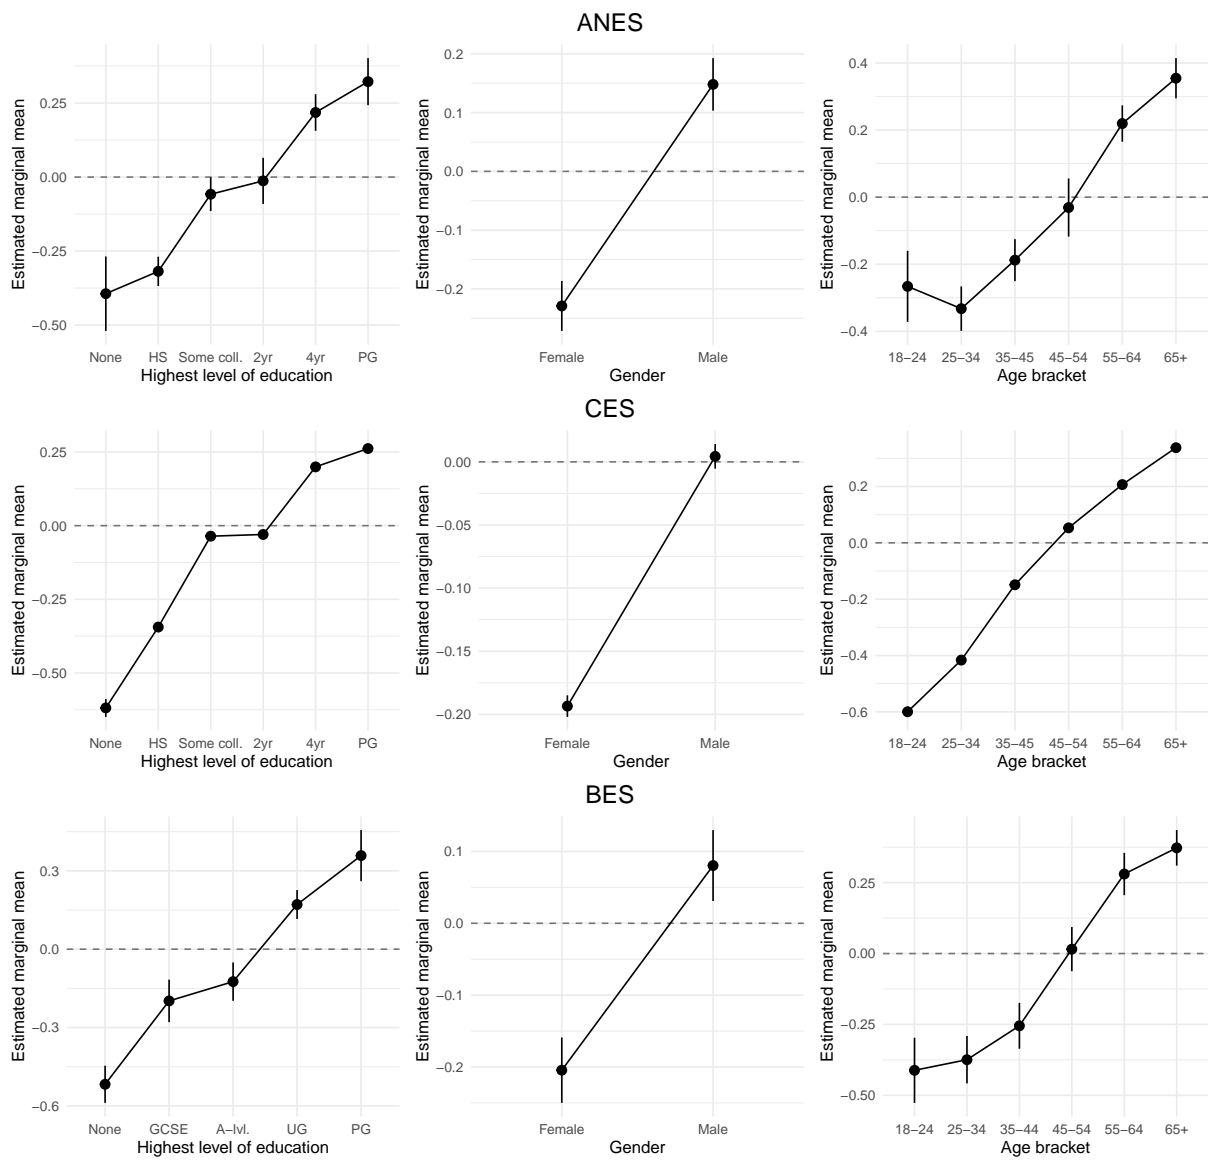 ANES
Estimated marginal mean
0.25
0.00
−0.25
−0.50
None HS Some coll. 2yr 4yr PG
Highest level of education
Estimated marginal mean
0.2
0.1
0.0
−0.1
−0.2
Female Male
Gender
Estimated marginal mean
0.4
0.2
0.0
−0.2
−0.4
18−24 25−34 35−45 45−54 55−64 65+
Age bracket
CES
Estimated marginal mean
0.25
0.00
−0.25
−0.50
None HS Some coll. 2yr 4yr PG
Highest level of education
Estimated marginal mean
0.00
−0.05
−0.10
−0.15
−0.20
Female Male
Gender
Estimated marginal mean
0.2
0.0
−0.2
−0.4
−0.6
18−24 25−34 35−45 45−54 55−64 65+
Age bracket
BES
Estimated marginal mean
0.3
0.0
−0.3
−0.6
None GCSE A−lvl. UG PG
Highest level of education
Estimated marginal mean
0.1
0.0
−0.1
−0.2
Female Male
Gender
Estimated marginal mean
0.25
0.00
−0.25
−0.50
18−24 25−34 35−44 45−54 55−64 65+
Age bracket